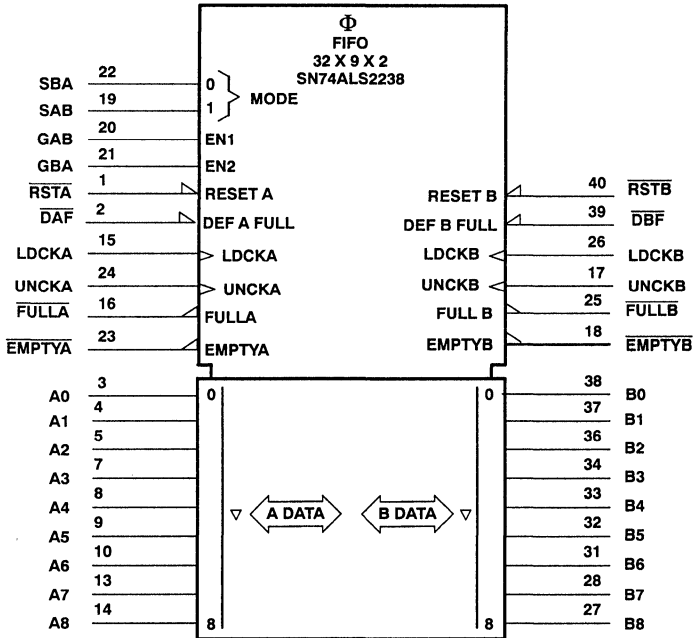 Φ
FIFO
32 X 9 X 2
SN74ALS2238
SBA 22 0
SAB 19 1
MODE
GAB 20 EN1
GBA 21 EN2
RSTA 1 RESET A
DAF 2 DEF A FULL
LDCKA 15 LDCKA
UNCKA 24 UNCKA
FULLA 16 FULLA
EMPTYA 23 EMPTYA
RESET B 40 RSTB
DEF B FULL 39 DBF
LDCKB 26 LDCKB
UNCKB 17 UNCKB
FULL B 25 FULLB
EMPTYB 18 EMPTYB
A0 3 0
A1 4
A2 5
A3 7
A4 8
A5 9
A6 10
A7 13
A8 14 8
A DATA
B DATA
0 38 B0
37 B1
36 B2
34 B3
33 B4
32 B5
31 B6
28 B7
8 27 B8